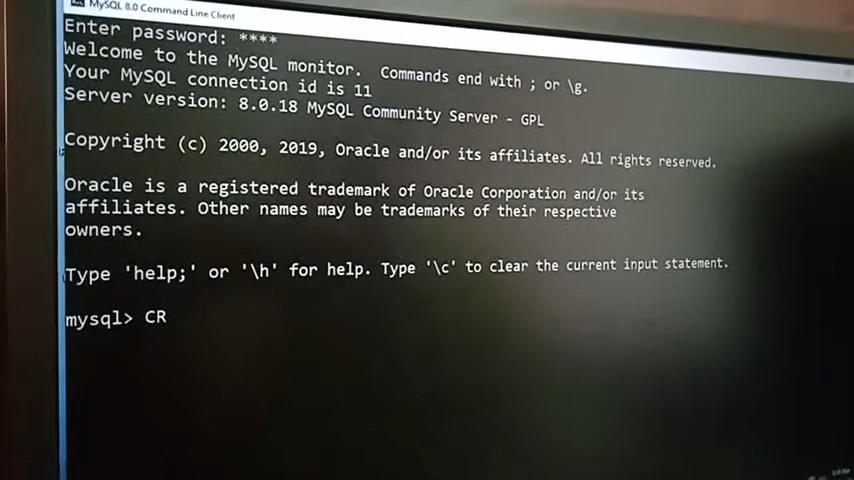 MySQL 8.0 Command Line Client
Enter password: ****
Welcome to the MySQL monitor.  Commands end with ; or \g.
Your MySQL connection id is 11
Server version: 8.0.18 MySQL Community Server - GPL
Copyright (c) 2000, 2019, Oracle and/or its affiliates. All rights reserved.
Oracle is a registered trademark of Oracle Corporation and/or its
affiliates. Other names may be trademarks of their respective
owners.
Type 'help;' or '\h' for help. Type '\c' to clear the current input statement.
mysql> CR